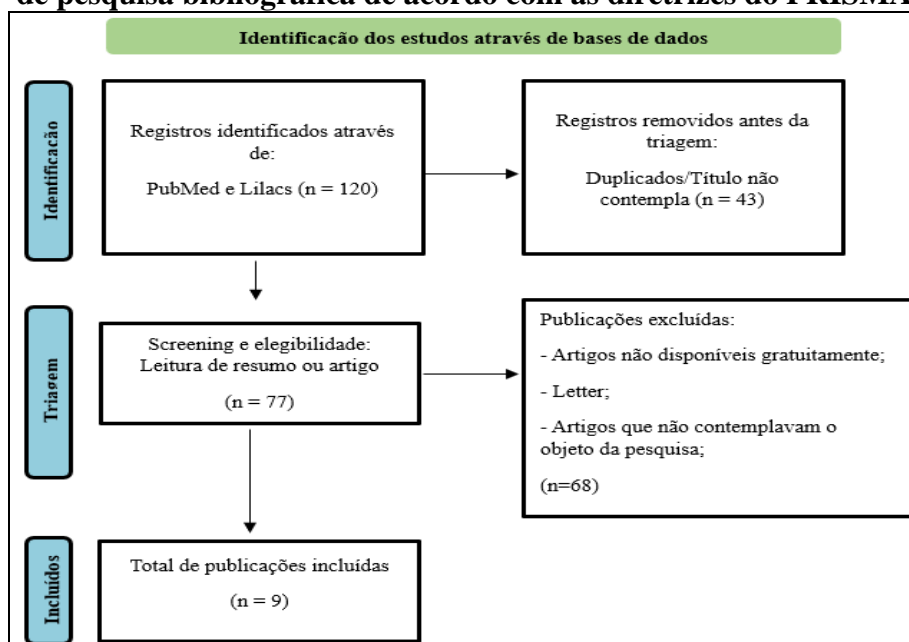 de pesquisa bibliográfica de acordo com as diretrizes do PRISMA
Identificação dos estudos através de bases de dados
Identificação
Registros identificados através
de:
PubMed e Lilacs (n = 120)
Registros removidos antes da
triagem:
Duplicados/Título não
contempla (n = 43)
Triagem
Screening e elegibilidade:
Leitura de resumo ou artigo
(n = 77)
Publicações excluídas:
- Artigos não disponíveis gratuitamente;
- Letter;
- Artigos que não contemplavam o
objeto da pesquisa;
(n=68)
Incluídos
Total de publicações incluídas
(n = 9)